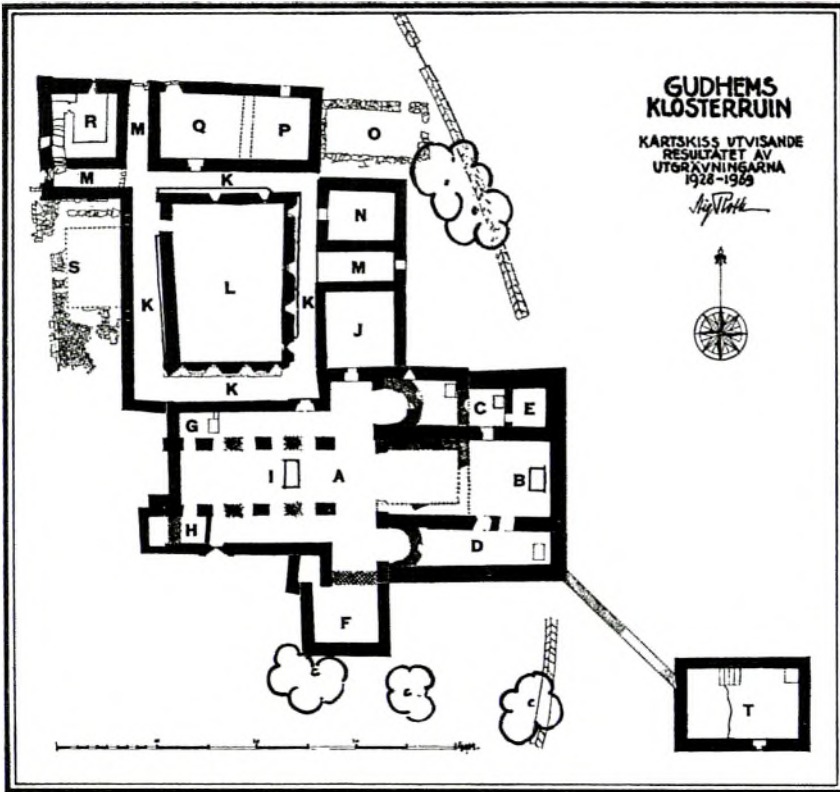 GUDHEMS
KLOSTERRUIN
KARTSKISS UTVISANDE
RESULTATET AV
UTGRÄVNINGARNA
1928-1969
R
M
Q
P
O
M
K
N
S
K
L
K
M
J
K
C
E
G
I
A
B
H
D
F
T